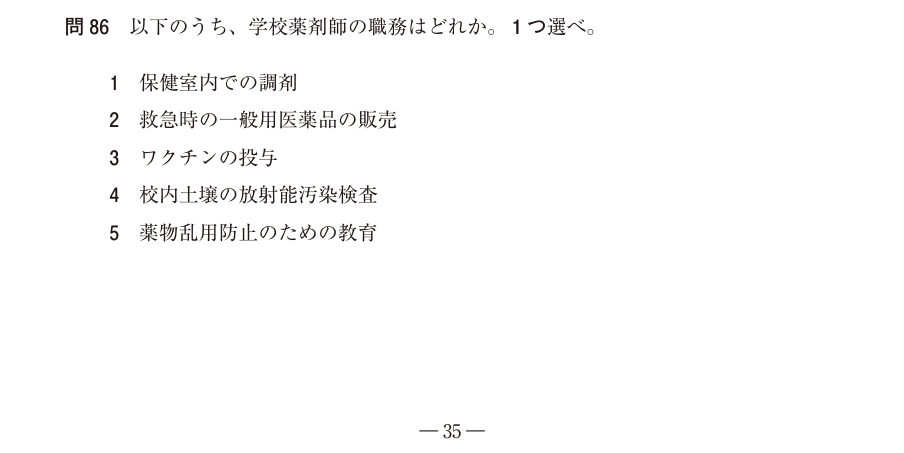 問 86 以下のうち、学校薬剤師の職務はどれか。1つ選べ。
1 保健室内での調剤
2 救急時の一般用医薬品の販売
3 ワクチンの投与
4 校内土壌の放射能汚染検査
5 薬物乱用防止のための教育
— 35 —